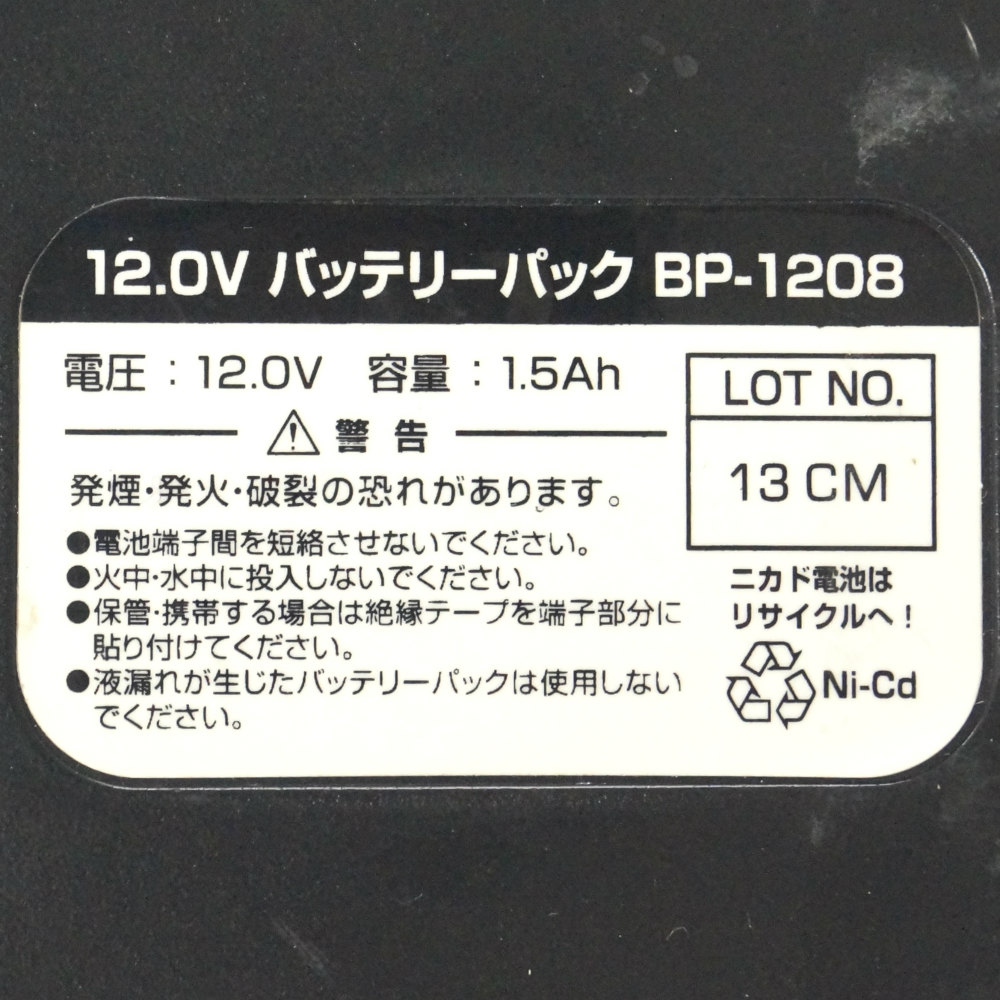 12.0V バッテリーパック BP-1208
電圧：12.0V 容量：1.5Ah
警告
発煙・発火・破裂の恐れがあります。
●電池端子間を短絡させないでください。
●火中・水中に投入しないでください。
●保管・携帯する場合は絶縁テープを端子部分に
貼り付けてください。
●液漏れが生じたバッテリーパックは使用しない
でください。
LOT NO.
13 CM
ニカド電池は
リサイクルへ！
Ni-Cd